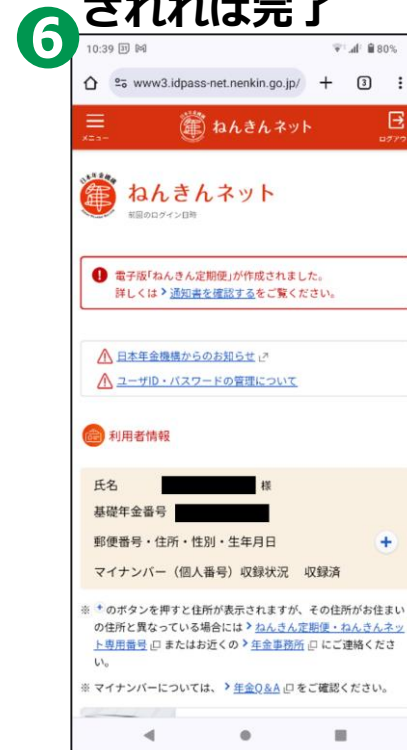 されれば完了
6
10:39 31
80%
www3.idpass-net.nenkin.go.jp/
3
メニュー
ねんきんネット
ログアウ
日本年金機構
年
ねんきんネット
前回のログイン日時
電子版「ねんきん定期便」が作成されました。
詳しくは 通知書を確認するをご覧ください。
日本年金機構からのお知らせ
ユーザID・パスワードの管理について
利用者情報
氏名 様
基礎年金番号
郵便番号・住所・性別・生年月日
マイナンバー（個人番号）収録状況 収録済
※ + のボタンを押すと住所が表示されますが、その住所がお住まい
の住所と異なっている場合には ねんきん定期便・ねんきんネッ
ト専用番号 またはお近くの 年金事務所 にご連絡くださ
い。
※ マイナンバーについては、 年金Q&A をご確認ください。